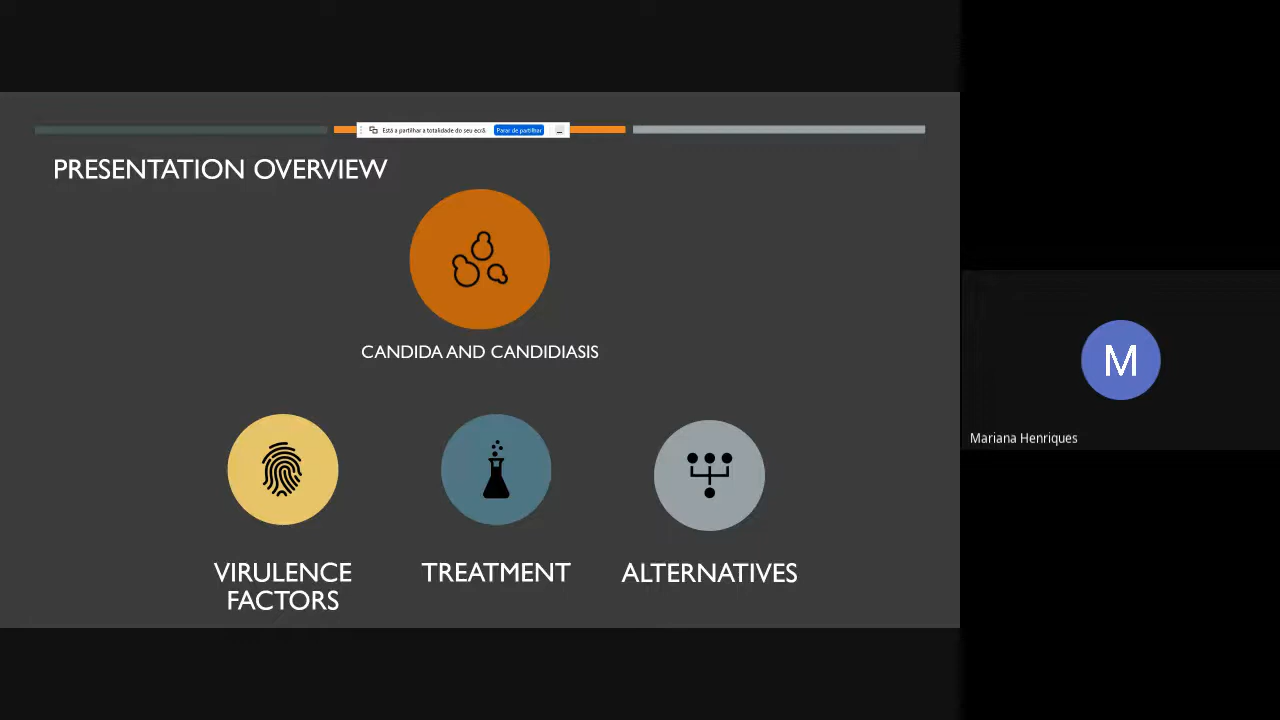 Está a partilhar a totalidade do seu ecrã
Parar de partilhar
PRESENTATION OVERVIEW
CANDIDA AND CANDIDIASIS
VIRULENCE
FACTORS
TREATMENT
ALTERNATIVES
M
Mariana Henriques